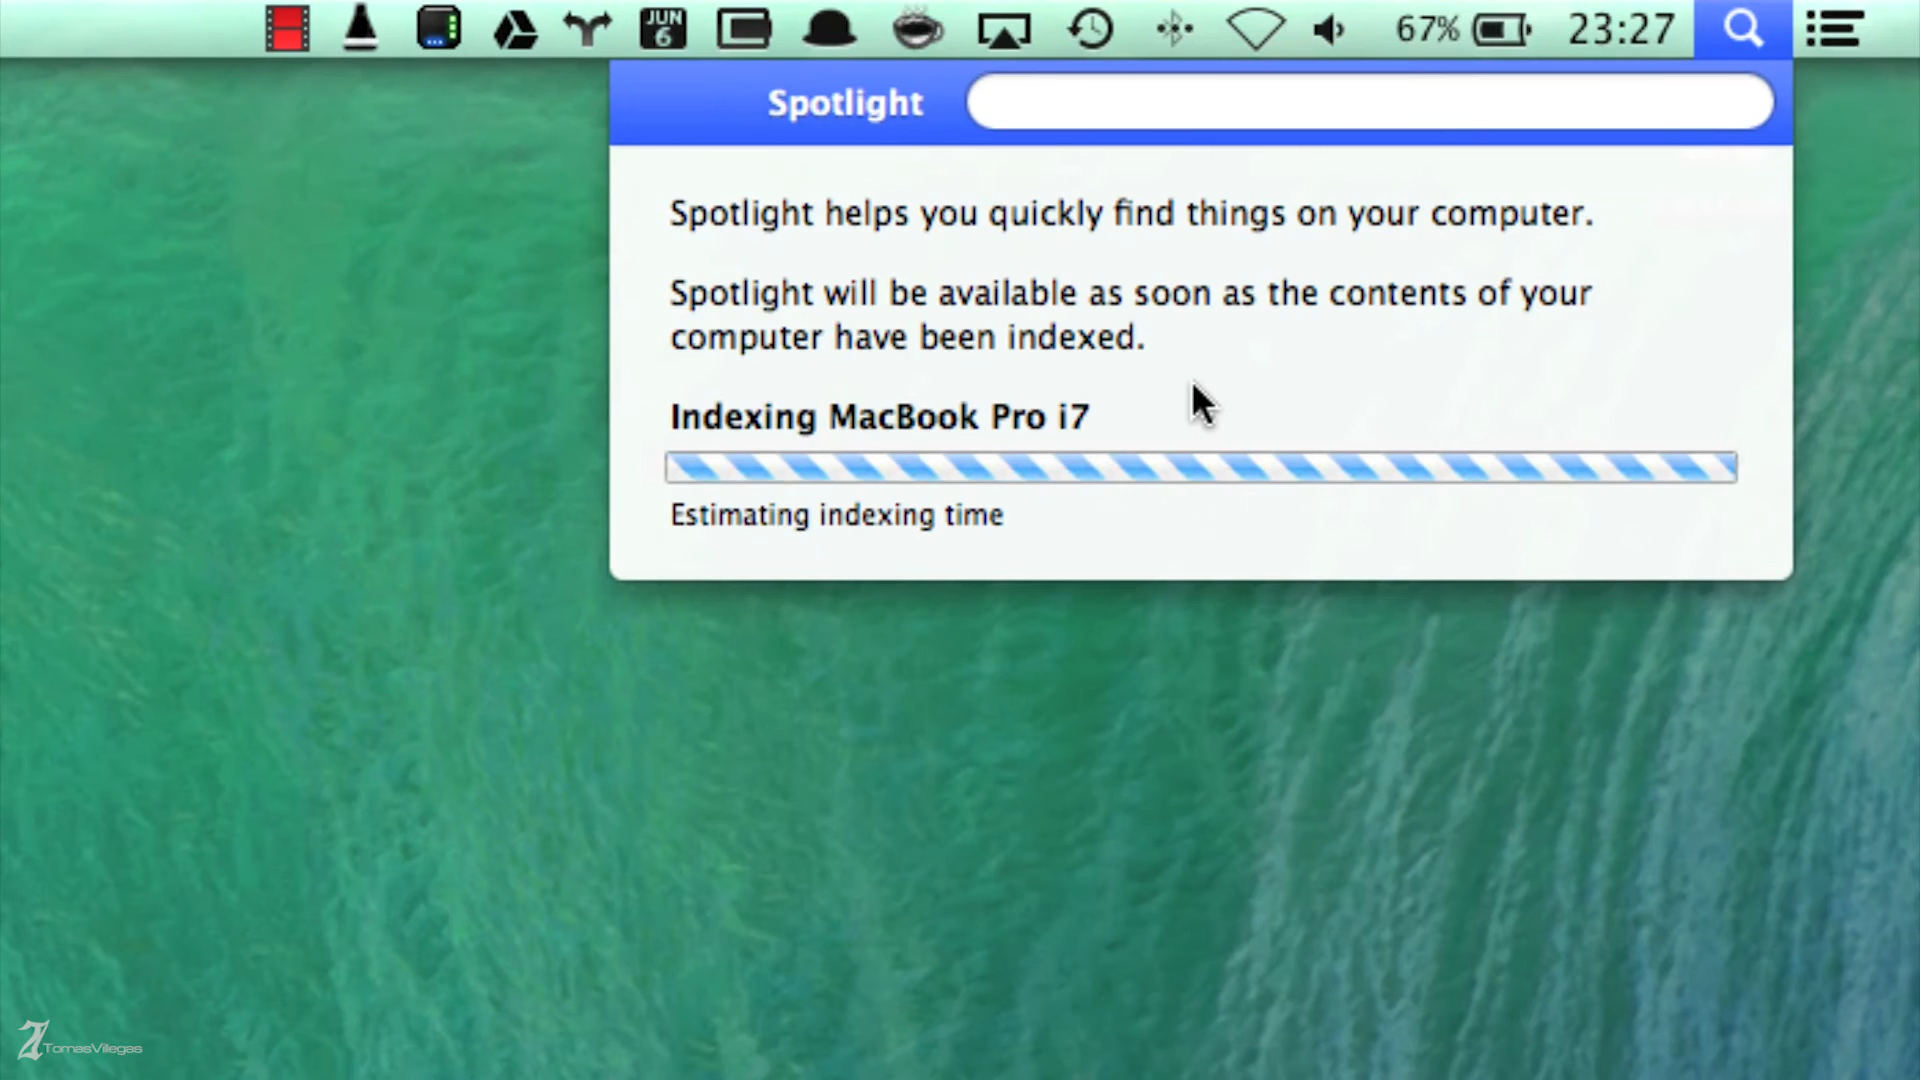 JUN
6
67%
23:27
Spotlight
Spotlight helps you quickly find things on your computer.
Spotlight will be available as soon as the contents of your
computer have been indexed.
Indexing MacBook Pro i7
Estimating indexing time
TomasVillegas